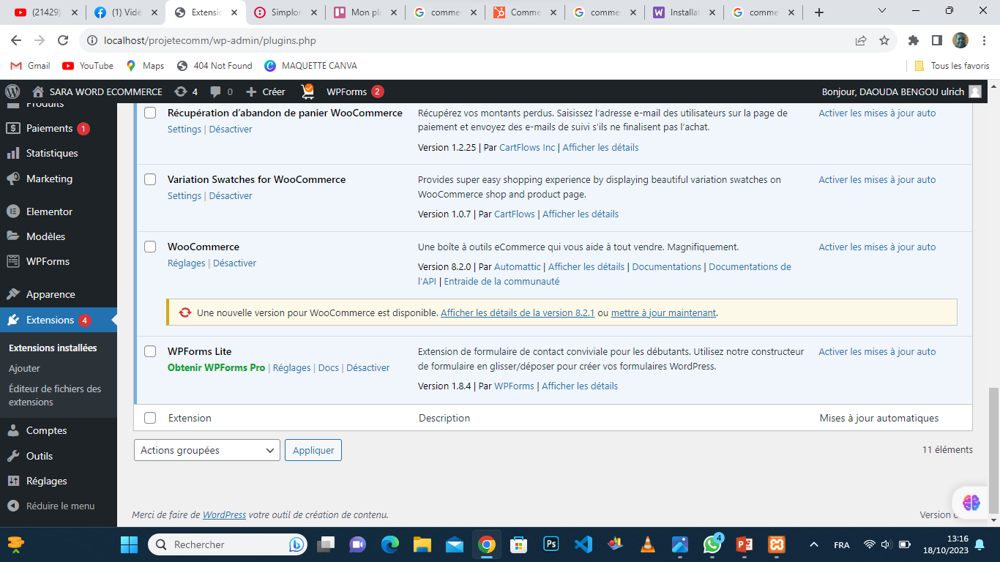 (21429)
(1) Vidé
Extensio
Simplon
Mon pla
comme
Comme
comme
Installat
comme
localhost/projetecomm/wp-admin/plugins.php
Gmail
YouTube
Maps
404 Not Found
MAQUETTE CANVA
Tous les favoris
SARA WORD ECOMMERCE
4
0
Créer
WPForms 2
Bonjour, DAOUDA BENGOU ulrich
Produits
Paiements 1
Statistiques
Marketing
Elementor
Modèles
WPForms
Apparence
Extensions 4
Extensions installées
Ajouter
Éditeur de fichiers des
extensions
Comptes
Outils
Réglages
Réduire le menu
Récupération d’abandon de panier WooCommerce
Settings | Désactiver
Récupérez vos montants perdus. Saisissez l’adresse e-mail des utilisateurs sur la page de
paiement et envoyez des e-mails de suivi s’ils ne finalisent pas l’achat.
Version 1.2.25 | Par CartFlows Inc | Afficher les détails
Activer les mises à jour auto
Variation Swatches for WooCommerce
Settings | Désactiver
Provides super easy shopping experience by displaying beautiful variation swatches on
WooCommerce shop and product page.
Version 1.0.7 | Par CartFlows | Afficher les détails
Activer les mises à jour auto
WooCommerce
Réglages | Désactiver
Une boîte à outils eCommerce qui vous aide à tout vendre. Magnifiquement.
Version 8.2.0 | Par Automattic | Afficher les détails | Documentations | Documentations de
l’API | Entraide de la communauté
Activer les mises à jour auto
Une nouvelle version pour WooCommerce est disponible. Afficher les détails de la version 8.2.1 ou mettre à jour maintenant.
WPForms Lite
Obtenir WPForms Pro | Réglages | Docs | Désactiver
Extension de formulaire de contact conviviale pour les débutants. Utilisez notre constructeur
de formulaire en glisser/déposer pour créer vos formulaires WordPress.
Version 1.8.4 | Par WPForms | Afficher les détails
Activer les mises à jour auto
Extension
Description
Mises à jour automatiques
Actions groupées
Appliquer
11 éléments
Merci de faire de WordPress votre outil de création de contenu.
Version
Rechercher
Ps
4
FRA
13:16
18/10/2023